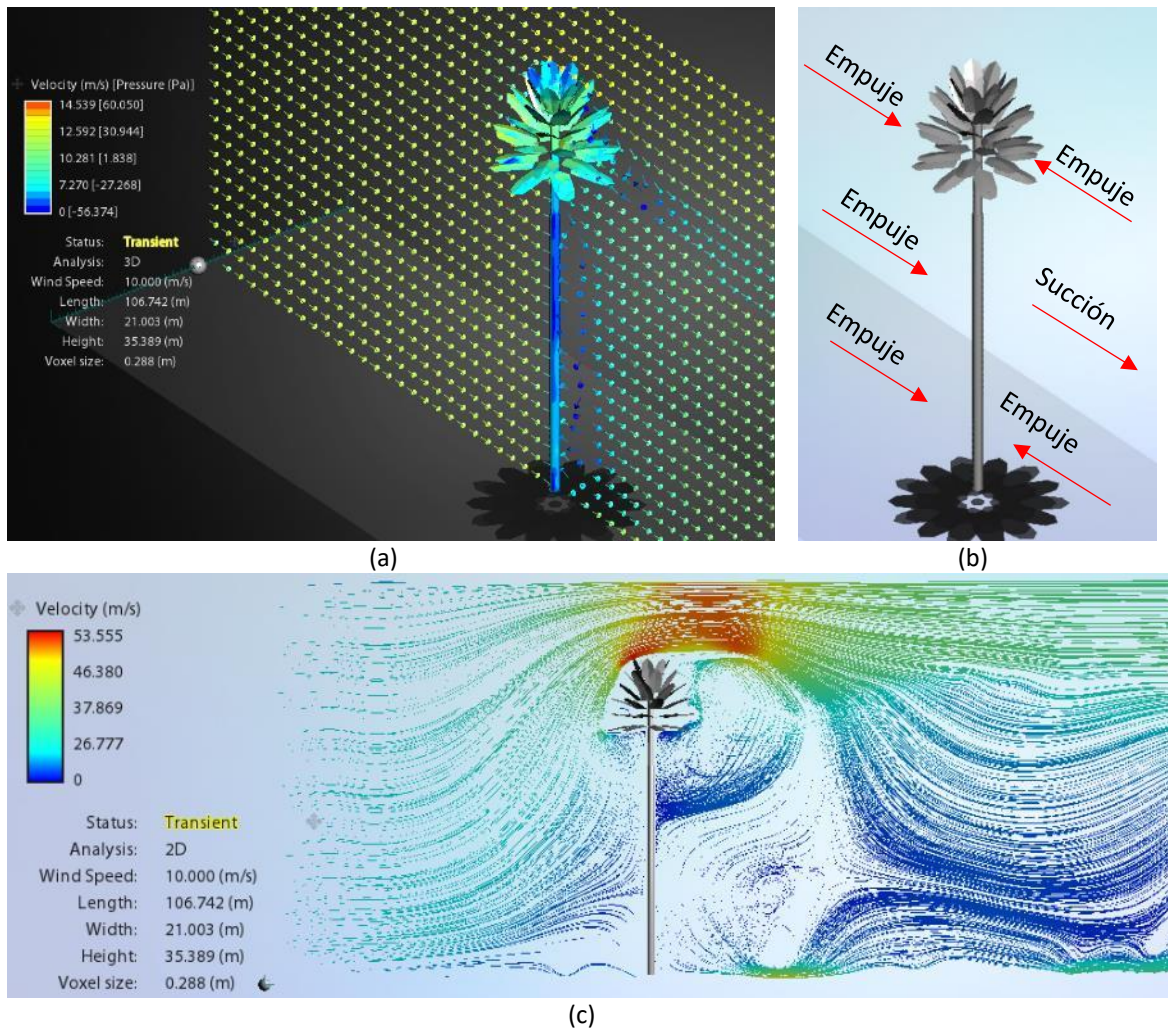 Velocity (m/s) [Pressure (Pa)]
14.539 [60.050]
12.592 [30.944]
10.281 [1.838]
7.270 [-27.268]
0 [-56.374]
Status: Transient
Analysis: 3D
Wind Speed: 10.000 (m/s)
Length: 106.742 (m)
Width: 21.003 (m)
Height: 35.389 (m)
Voxel size: 0.288 (m)
(a)
Empuje
Empuje
Empuje
Succión
Empuje
Empuje
(b)
Velocity (m/s)
53.555
46.380
37.869
26.777
0
Status: Transient
Analysis: 2D
Wind Speed: 10.000 (m/s)
Length: 106.742 (m)
Width: 21.003 (m)
Height: 35.389 (m)
Voxel size: 0.288 (m)
(c)